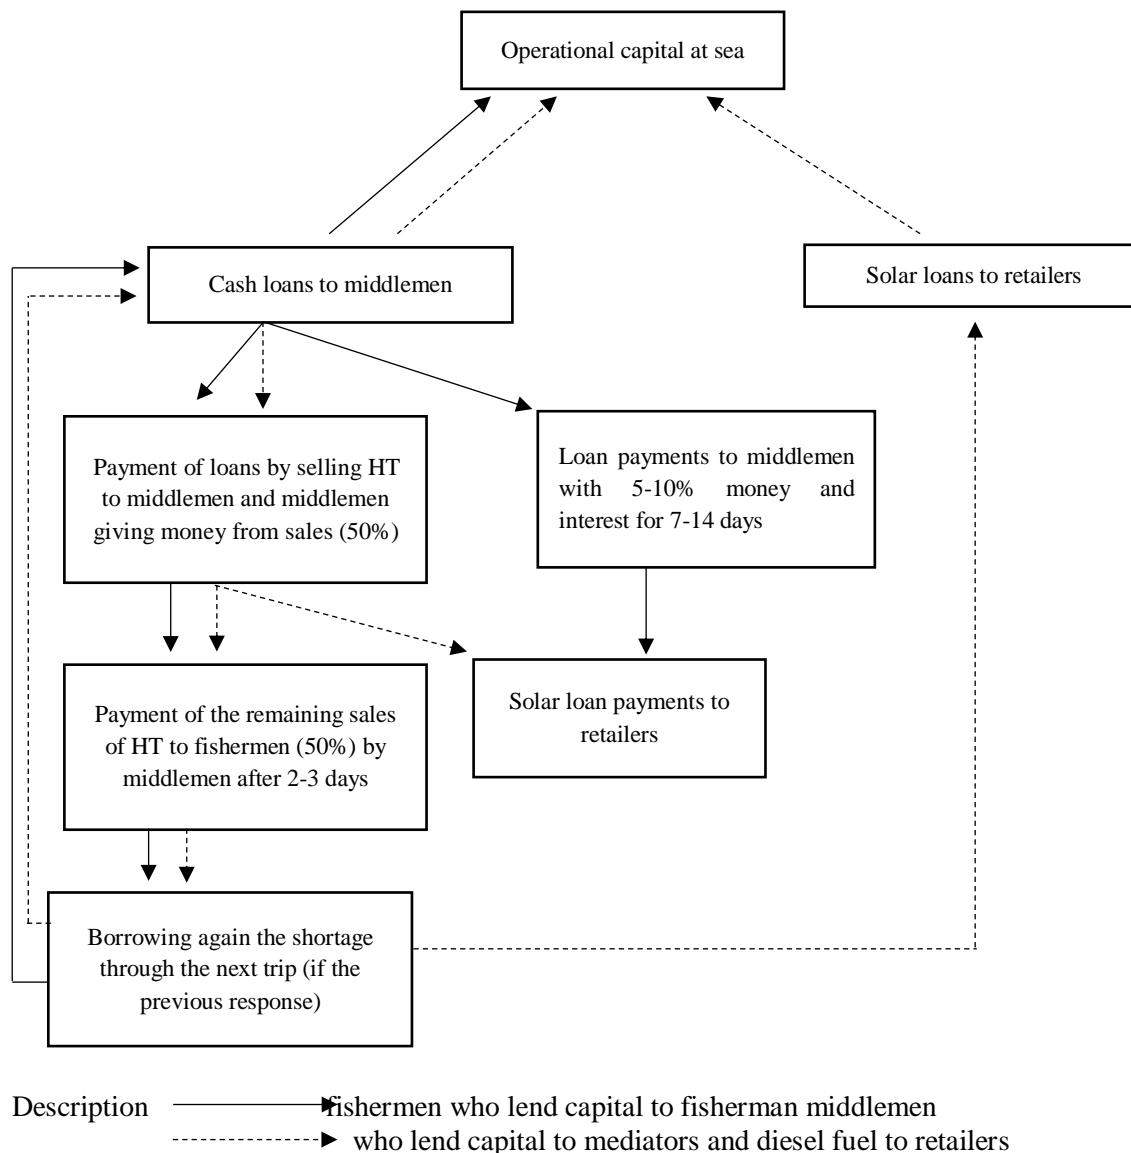 Operational capital at sea
Cash loans to middlemen
Solar loans to retailers
Payment of loans by selling HT
to middlemen and middlemen
giving money from sales (50%)
Loan payments to middlemen
with 5-10% money and
interest for 7-14 days
Payment of the remaining sales
of HT to fishermen (50%) by
middlemen after 2-3 days
Solar loan payments to
retailers
Borrowing again the shortage
through the next trip (if the
previous response)
Description fishermen who lend capital to fisherman middlemen
who lend capital to mediators and diesel fuel to retailers